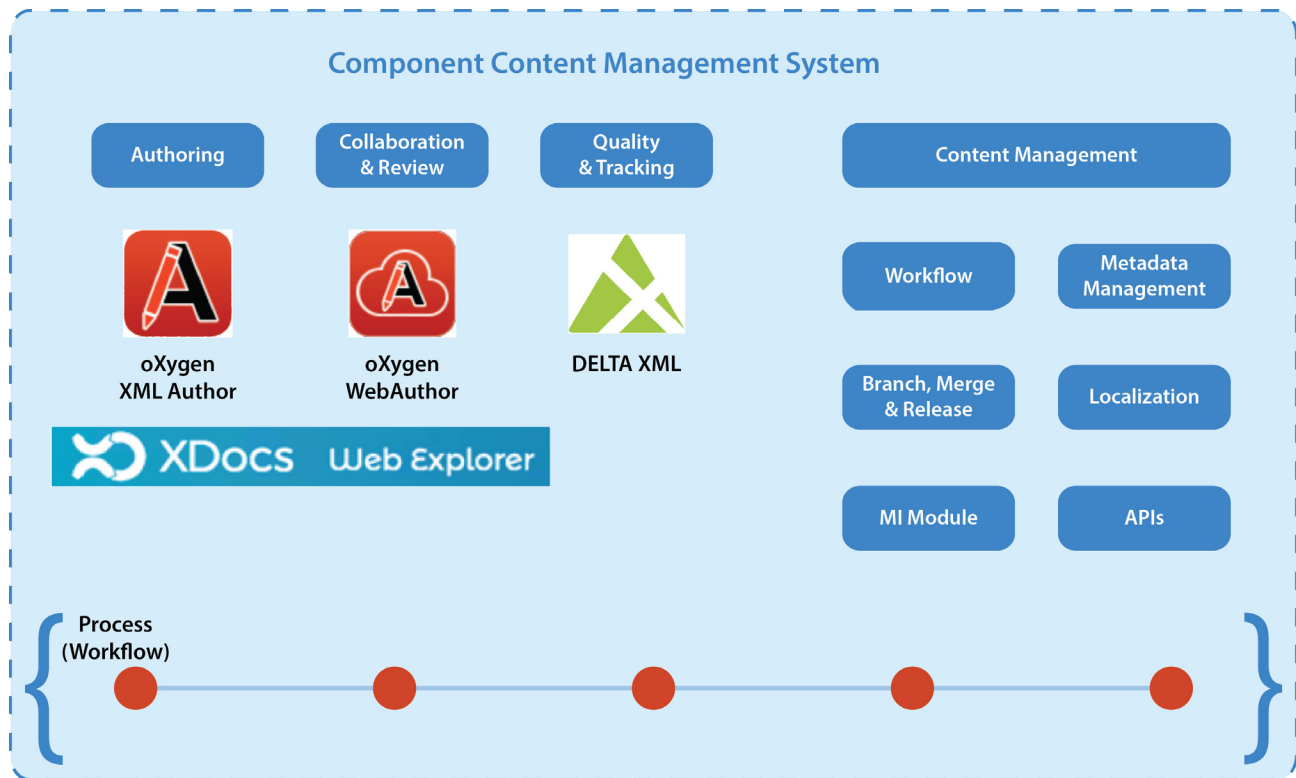 Component Content Management System
Authoring
Collaboration
& Review
Quality
& Tracking
Content Management
oXygen
XML Author
oXygen
WebAuthor
DELTA XML
XDocs Web Explorer
Workflow
Metadata
Management
Branch, Merge
& Release
Localization
MI Module
APIs
Process
(Workflow)